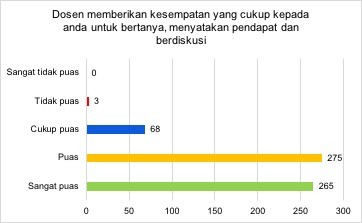 Dosen memberikan kesempatan yang cukup kepada
anda untuk bertanya, menyatakan pendapat dan
berdiskusi
Sangat tidak puas 0
Tidak puas 3
Cukup puas 68
Puas 275
Sangat puas 265
0 50 100 150 200 250 300